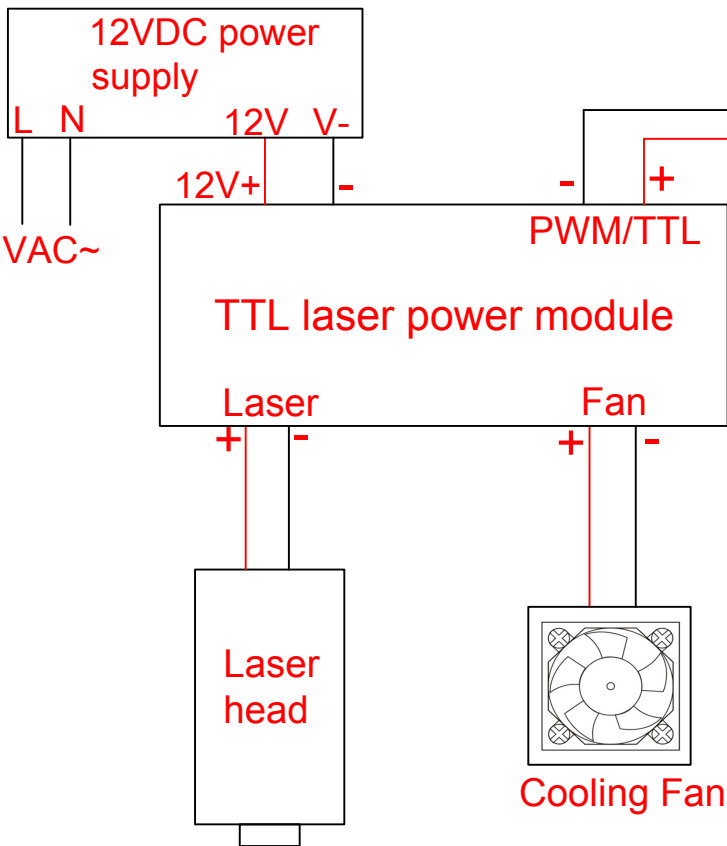 12VDC power
supply
L N 12V V-
12V+ - - +
VAC~
PWM/TTL
TTL laser power module
Laser Fan
+ - + -
Laser
head
Cooling Fan